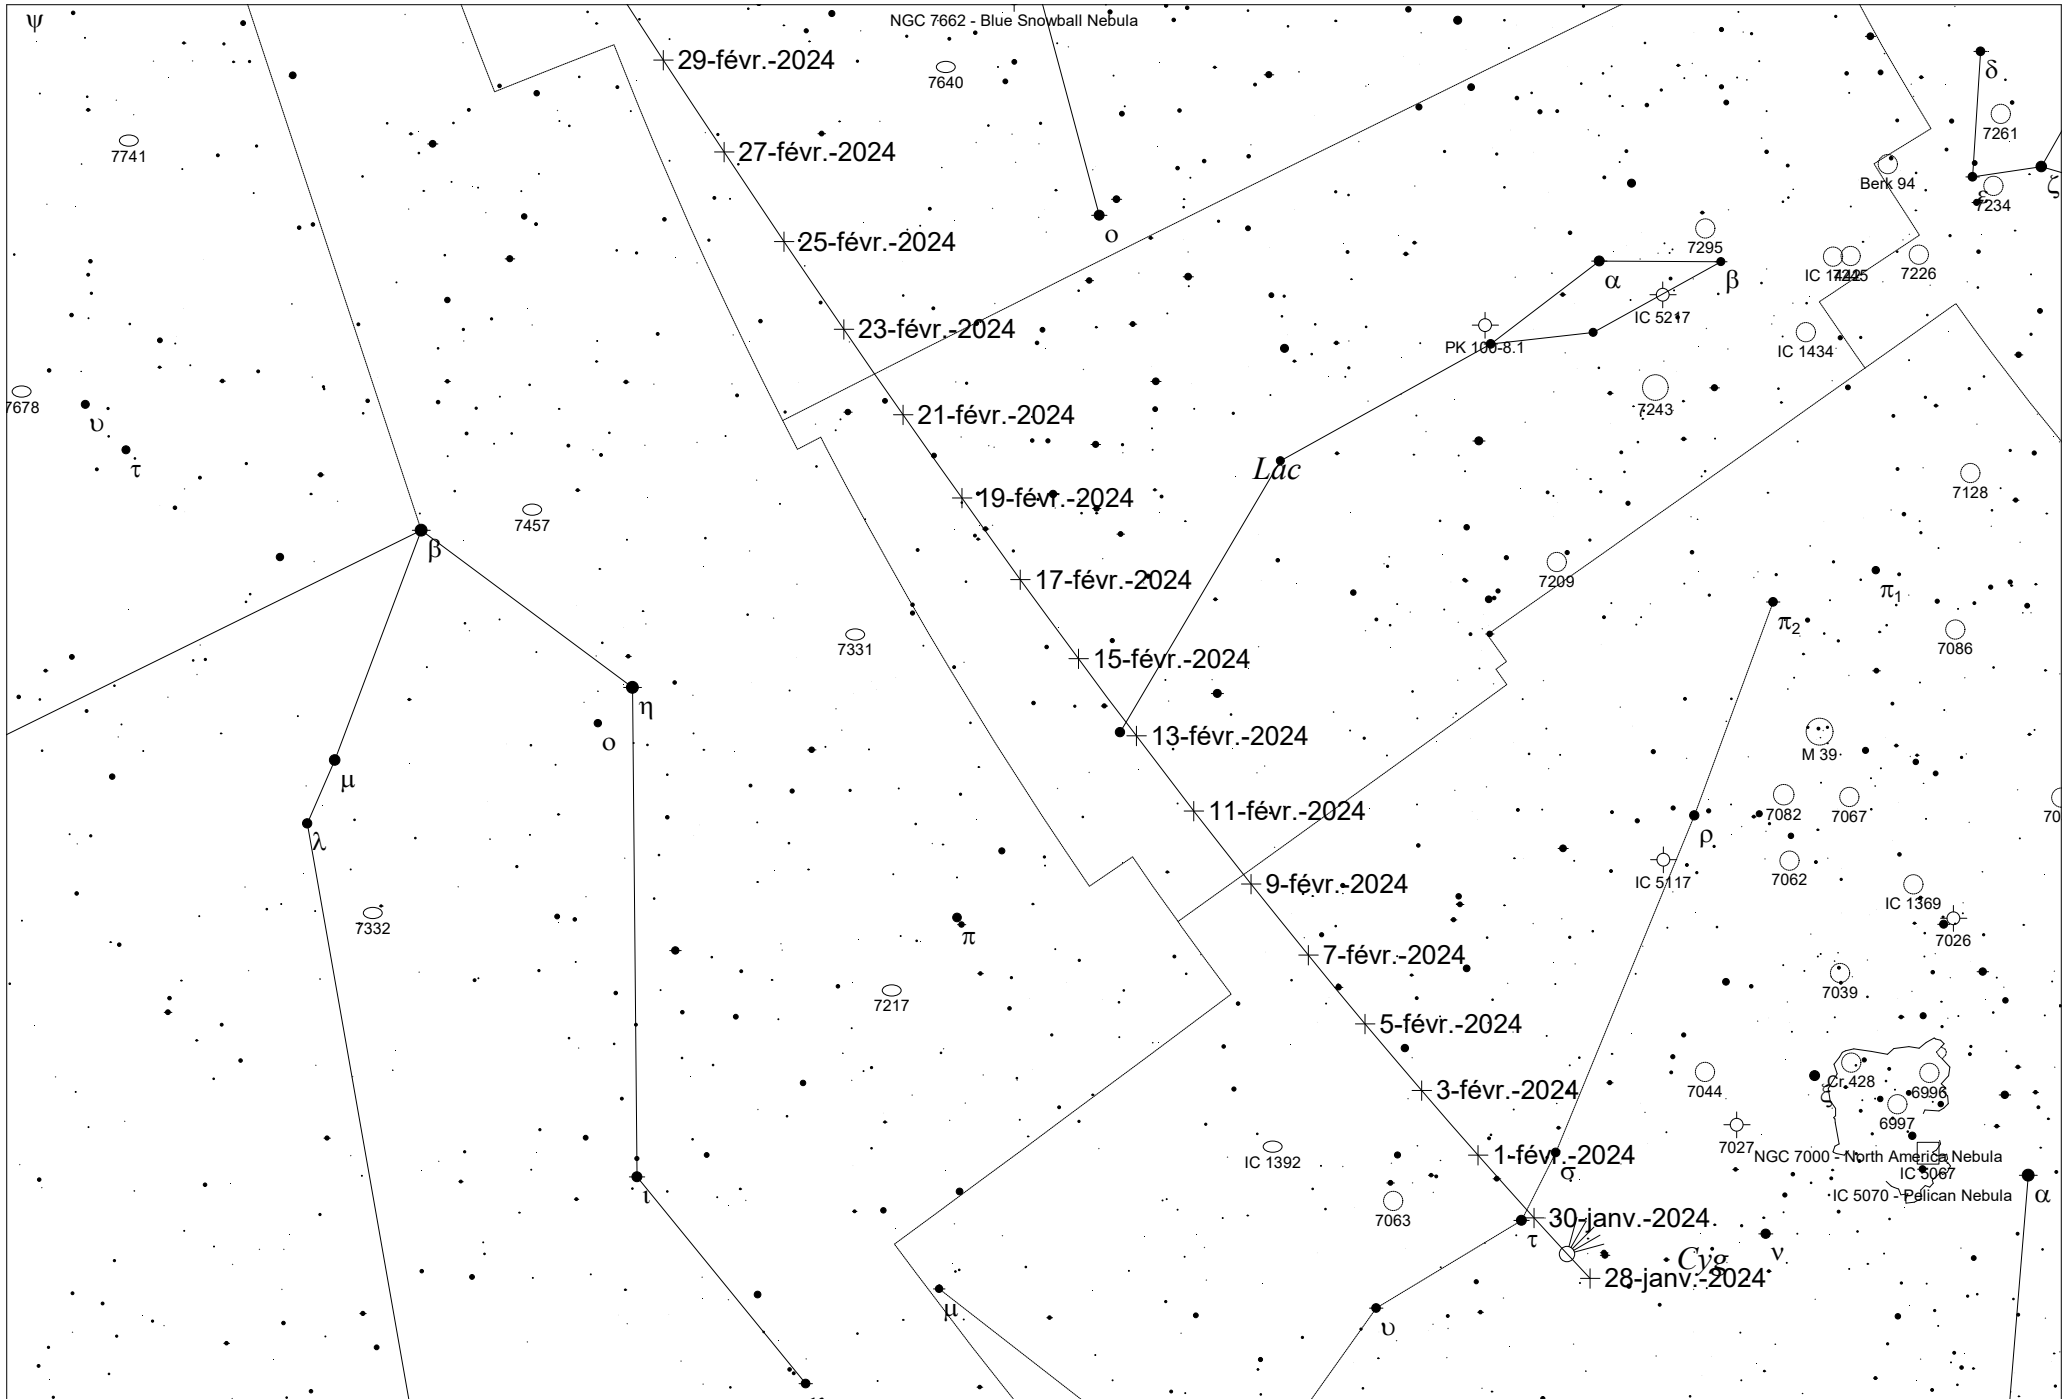 ψ
NGC 7662 - Blue Snowball Nebula
29-févr.-2024
7640
δ
7261
7741
27-févr.-2024
Berk 94
ζ
ε
7234
25-févr.-2024
ο
7295
α
β
IC 1442
7245
7226
IC 5217
23-févr.-2024
PK 100-8.1
IC 1434
7678
υ
7243
21-févr.-2024
τ
Lac
7128
19-févr.-2024
7457
β
17-févr.-2024
7209
π1
π2
7331
7086
15-févr.-2024
η
ο
13-févr.-2024
M 39
μ
11-févr.-2024
7082
7067
70
λ
ρ
IC 5117
7062
9-févr.-2024
IC 1369
7332
π
7026
7-févr.-2024
7039
7217
5-févr.-2024
3-févr.-2024
7044
Cr 428
6996
ξ
6997
7027
IC 1392
1-févr.-2024
σ
NGC 7000 - North America Nebula
IC 5067
IC 5070 - Pelican Nebula
α
ι
7063
30-janv.-2024
τ
ν
Cyg
28-janv.-2024
μ
υ